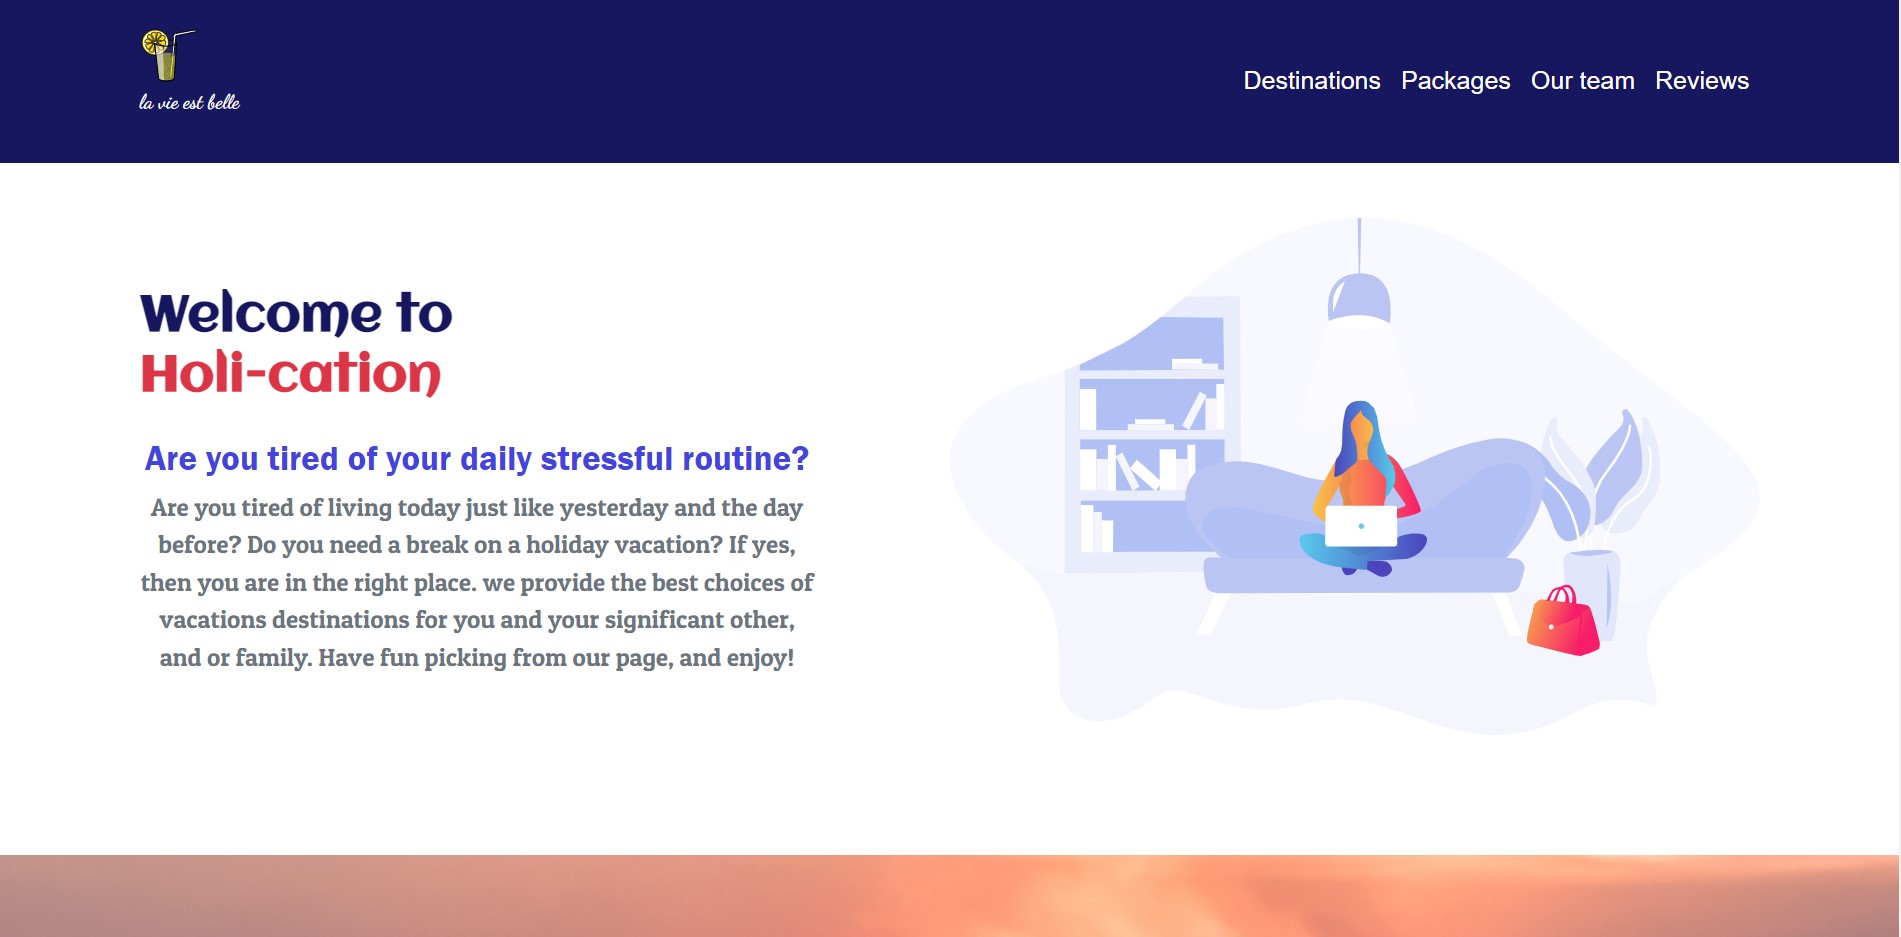 la vie est belle
Destinations Packages Our team Reviews
Welcome to
Holi-cation
Are you tired of your daily stressful routine?
Are you tired of living today just like yesterday and the day
before? Do you need a break on a holiday vacation? If yes,
then you are in the right place. we provide the best choices of
vacations destinations for you and your significant other,
and or family. Have fun picking from our page, and enjoy!